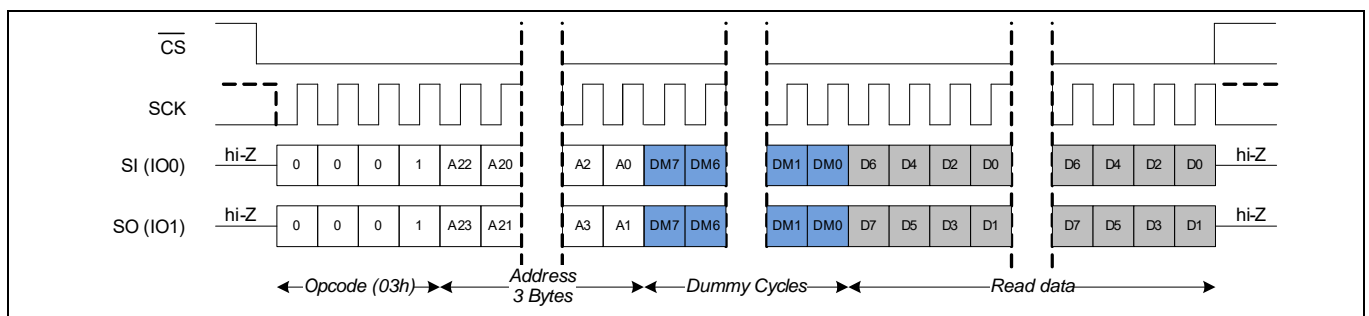 CS
SCK
SI (IO0) hi-Z 0 0 0 1 A22 A20 A2 A0 DM7 DM6 DM1 DM0 D6 D4 D2 D0 D6 D4 D2 D0 hi-Z
SO (IO1) hi-Z 0 0 0 1 A23 A21 A3 A1 DM7 DM6 DM1 DM0 D7 D5 D3 D1 D7 D5 D3 D1 hi-Z
Opcode (03h) Address Dummy Cycles Read data
3 Bytes